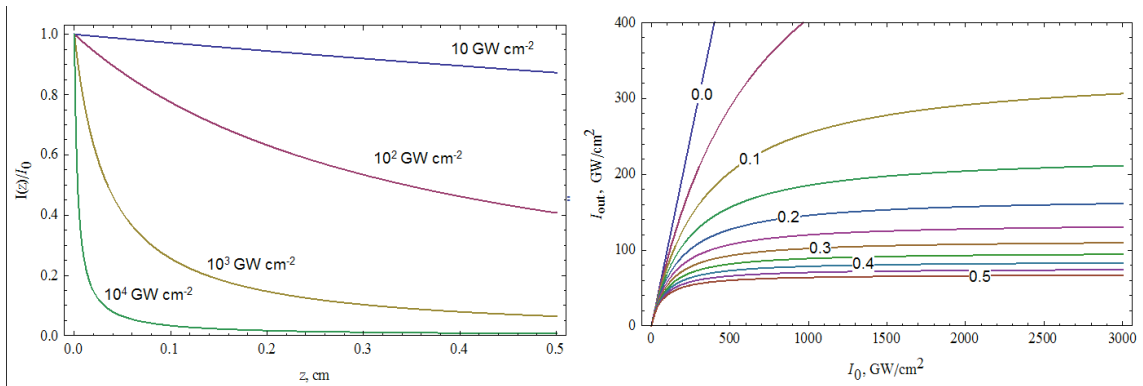 1.0
0.8
0.6
0.4
0.2
0.0
I(z)/I0
10 GW cm-2
10² GW cm-2
10³ GW cm-2
10⁴ GW cm-2
0.0 0.1 0.2 0.3 0.4 0.5
z, cm
400
300
200
100
0
Iout, GW/cm²
0.0
0.1
0.2
0.3
0.4
0.5
0 500 1000 1500 2000 2500 3000
I0, GW/cm²